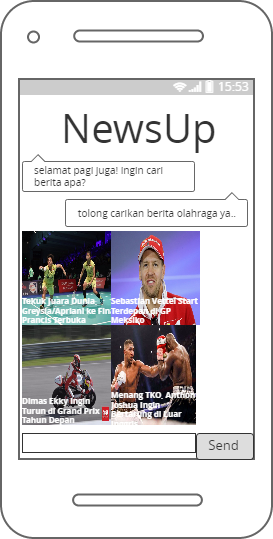 15:53
NewsUp
selamat pagi juga! ingin cari
berita apa?
tolong carikan berita olahraga ya..
Tekuk Juara Dunia,
Greysia/Apriani ke Final
Prancis Terbuka
Sebastian Vettel Start
Terdepan di GP
Meksiko
Dimas Ekky Ingin
Turun di Grand Prix
Tahun Depan
Menang TKO, Anthony
Joshua Ingin
Bertarung di Luar
Send